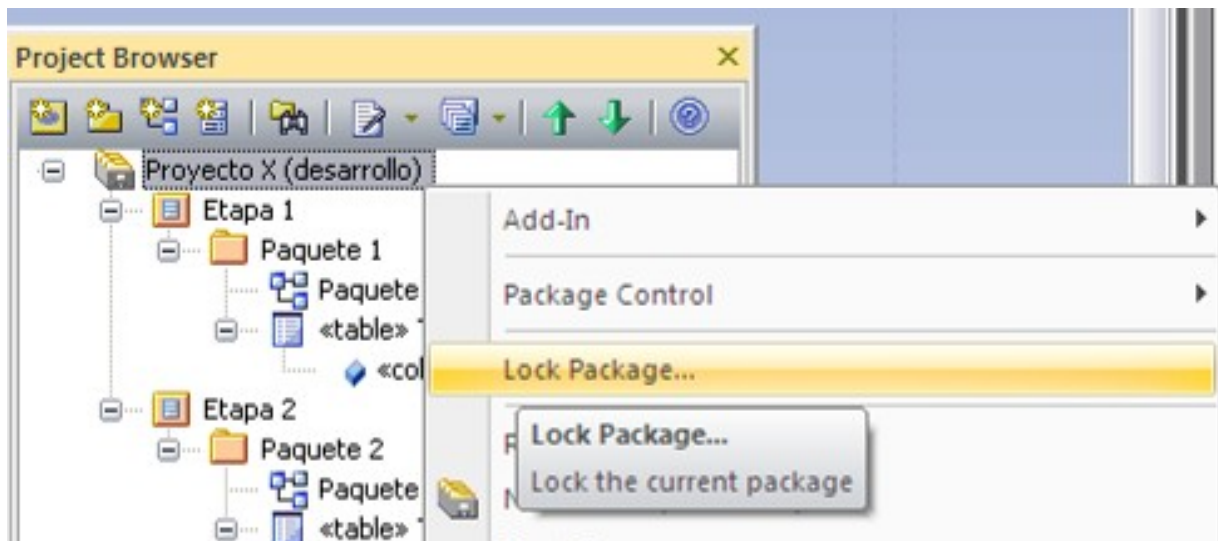 Project Browser
Proyecto X (desarrollo)
Etapa 1
Paquete 1
Paquete
«table»
Etapa 2
Paquete 2
Paquete
«table»
Add-In
Package Control
Lock Package...
Lock Package...
Lock the current package